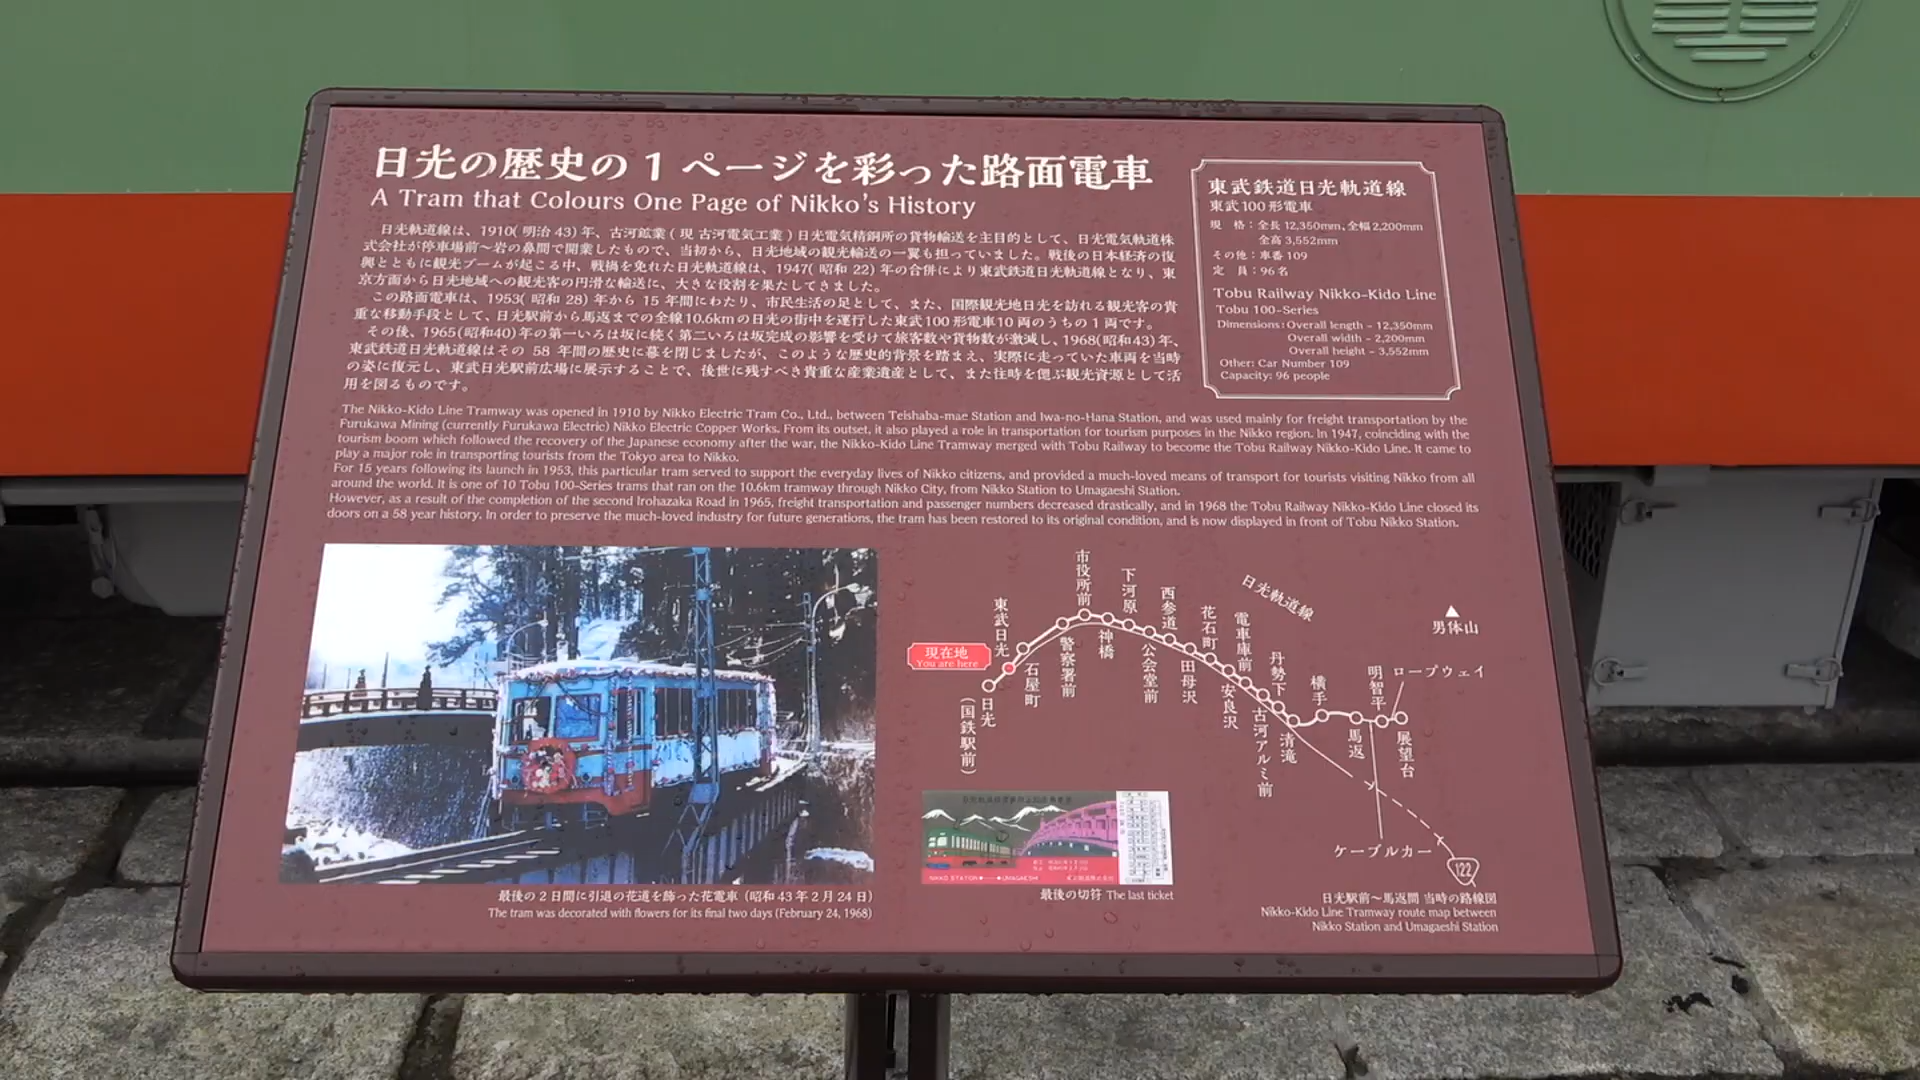 日光の歴史の1ページを彩った路面電車
A Tram that Colours One Page of Nikko's History
日光軌道線は、1910(明治43)年、古河鉱業(現 古河電気工業)日光電気精銅所の貨物輸送を主目的として、日光電気軌道株
式会社が停車場前〜岩の鼻間で開業したもので、当初から、日光地域の観光輸送の一翼も担っていました。戦後の日本経済の復
興とともに観光ブームが起こる中、戦禍を免れた日光軌道線は、1947(昭和22)年の合併により東武鉄道日光軌道線となり、東
京方面から日光地域への観光客の円滑な輸送に、大きな役割を果たしてきました。
この路面電車は、1953(昭和28)年から15年間にわたり、市民生活の足として、また、国際観光地日光を訪れる観光客の貴
重な移動手段として、日光駅前から馬返までの全線10.6kmの日光の街中を運行した東武100形電車10両のうちの1両です。
その後、1965(昭和40)年の第一いろは坂に続く第二いろは坂完成の影響を受けて旅客数や貨物数が激減し、1968(昭和43)年、
東武鉄道日光軌道線はその58年間の歴史に幕を閉じましたが、このような歴史的背景を踏まえ、実際に走っていた車両を当時
の姿に復元し、東武日光駅前広場に展示することで、後世に残すべき貴重な産業遺産として、また往時を偲ぶ観光資源として活
用を図るものです。
東武鉄道日光軌道線
東武100形電車
規 格:全長12,350mm,全幅2,200mm
全高3,552mm
その他:車番109
定 員:96名
Tobu Railway Nikko-Kido Line
Tobu 100-Series
Dimensions: Overall length - 12,350mm
Overall width - 2,200mm
Overall height - 3,552mm
Other: Car Number 109
Capacity: 96 people
The Nikko-Kido Line Tramway was opened in 1910 by Nikko Electric Tram Co., Ltd., between Teishaba-mae Station and Iwa-no-Hana Station, and was used mainly for freight transportation by the
Furukawa Mining (currently Furukawa Electric) Nikko Electric Copper Works. From its outset, it also played a role in transportation for tourism purposes in the Nikko region. In 1947, coinciding with the
tourism boom which followed the recovery of the Japanese economy after the war, the Nikko-Kido Line Tramway merged with Tobu Railway to become the Tobu Railway Nikko-Kido Line. It came to
play a major role in transporting tourists from the Tokyo area to Nikko.
For 15 years following its launch in 1953, this particular tram served to support the everyday lives of Nikko citizens, and provided a much-loved means of transport for tourists visiting Nikko from all
around the world. It is one of 10 Tobu 100-Series trams that ran on the 10.6km tramway through Nikko City, from Nikko Station to Umagaeshi Station.
However, as a result of the completion of the second Irohazaka Road in 1965, freight transportation and passenger numbers decreased drastically, and in 1968 the Tobu Railway Nikko-Kido Line closed its
doors on a 58 year history. In order to preserve the much-loved industry for future generations, the tram has been restored to its original condition, and is now displayed in front of Tobu Nikko Station.
最後の2日間に引退の花道を飾った花電車(昭和43年2月24日)
The tram was decorated with flowers for its final two days (February 24, 1968)
現在地
You are here
日光
(国鉄駅前)
東武日光
石屋町
警察署前
市役所前
神橋
下河原
公会堂前
西参道
田母沢
花石町
安良沢
電車庫前
古河アルミ前
丹勢下
清滝
横手
馬返
明智平
展望台
ロープウェイ
日光軌道線
男体山
ケーブルカー
122
NIKKO STATION
UMAGAESHI
最後の切符 The last ticket
日光駅前〜馬返間 当時の路線図
Nikko-Kido Line Tramway route map between
Nikko Station and Umagaeshi Station